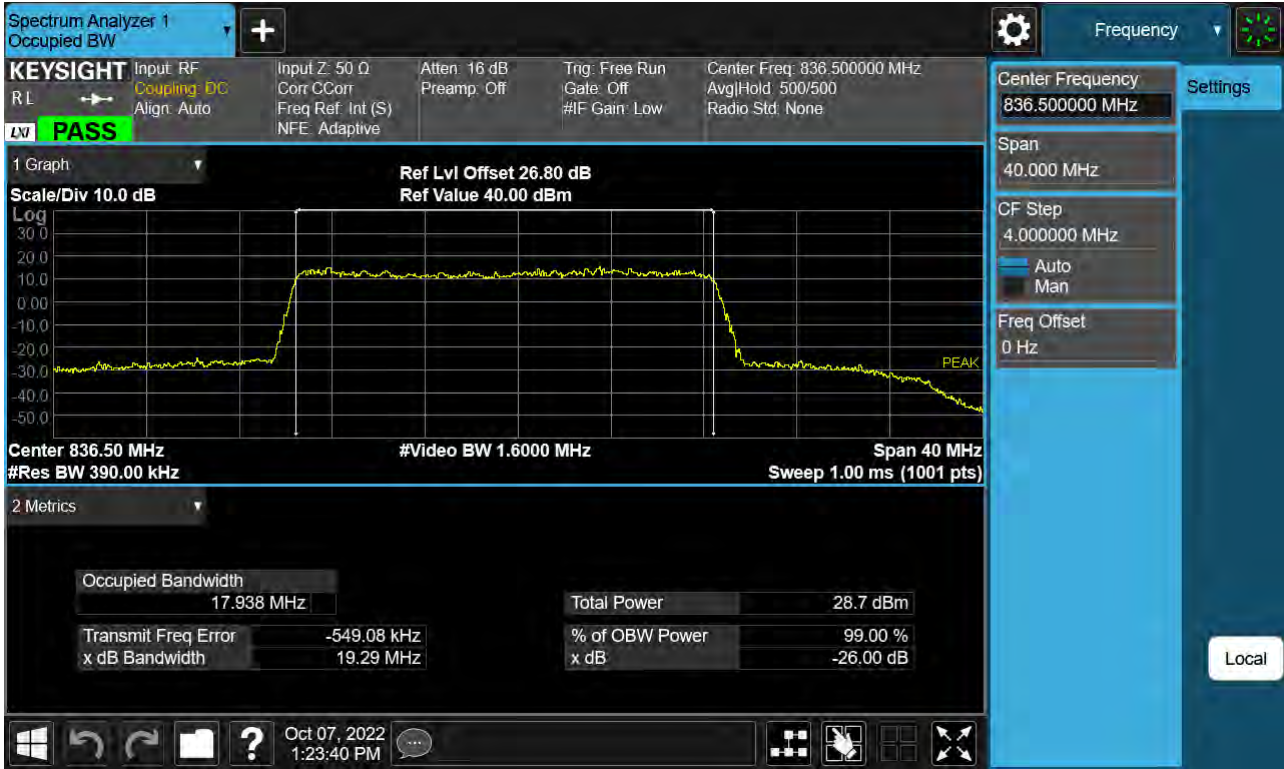 Spectrum Analyzer 1
Occupied BW
Frequency
KEYSIGHT
R L
LXI
PASS
Input: RF
Coupling: DC
Align: Auto
Input Z: 50 Ω
Corr CCorr
Freq Ref: Int (S)
NFE: Adaptive
Atten: 16 dB
Preamp: Off
Trig: Free Run
Gate: Off
#IF Gain: Low
Center Freq: 836.500000 MHz
Avg|Hold: 500/500
Radio Std: None
1 Graph
Scale/Div 10.0 dB
Ref Lvl Offset 26.80 dB
Ref Value 40.00 dBm
Log
30.0
20.0
10.0
0.00
-10.0
-20.0
-30.0
-40.0
-50.0
PEAK
Center 836.50 MHz
#Video BW 1.6000 MHz
Span 40 MHz
#Res BW 390.00 kHz
Sweep 1.00 ms (1001 pts)
2 Metrics
Occupied Bandwidth
17.938 MHz
Transmit Freq Error -549.08 kHz
x dB Bandwidth 19.29 MHz
Total Power 28.7 dBm
% of OBW Power 99.00 %
x dB -26.00 dB
Center Frequency
836.500000 MHz
Settings
Span
40.000 MHz
CF Step
4.000000 MHz
Auto
Man
Freq Offset
0 Hz
Local
?
Oct 07, 2022
1:23:40 PM